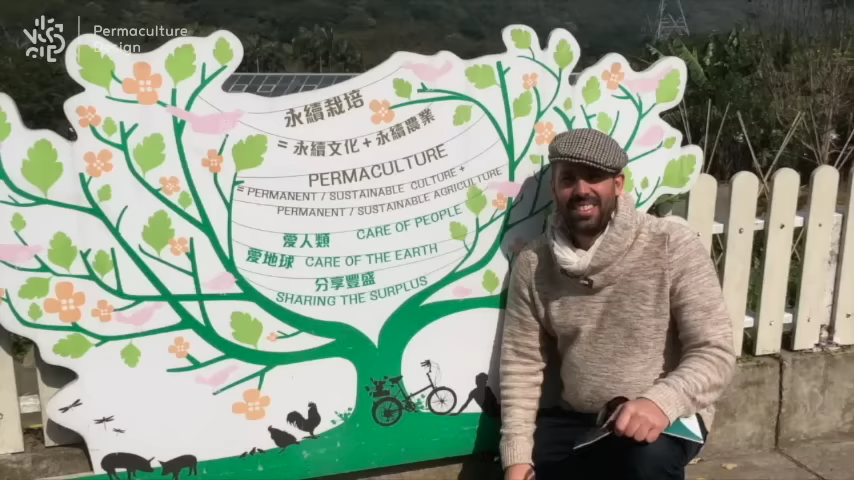 Permaculture
Design
永續栽培
= 永續文化 + 永續農業
PERMACULTURE
= PERMANENT / SUSTAINABLE CULTURE +
PERMANENT / SUSTAINABLE AGRICULTURE
愛人類 CARE OF PEOPLE
愛地球 CARE OF THE EARTH
分享豐盛
SHARING THE SURPLUS